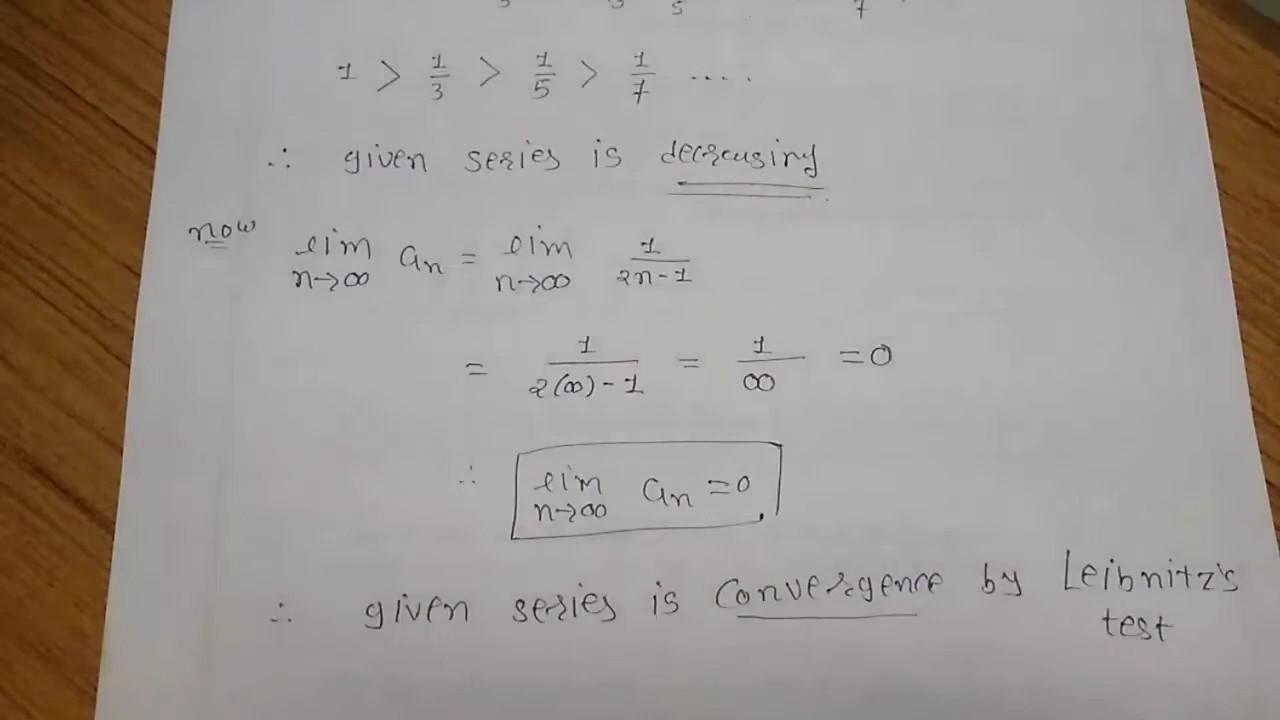 1 > 1/3 > 1/5 > 1/7 ....
∴ given series is decreasing
now lim n→∞ an = lim n→∞ 1/2n-1
= 1/2(∞)-1 = 1/∞ = 0
∴ lim n→∞ an = 0
∴ given series is convergence by Leibnitz's
test